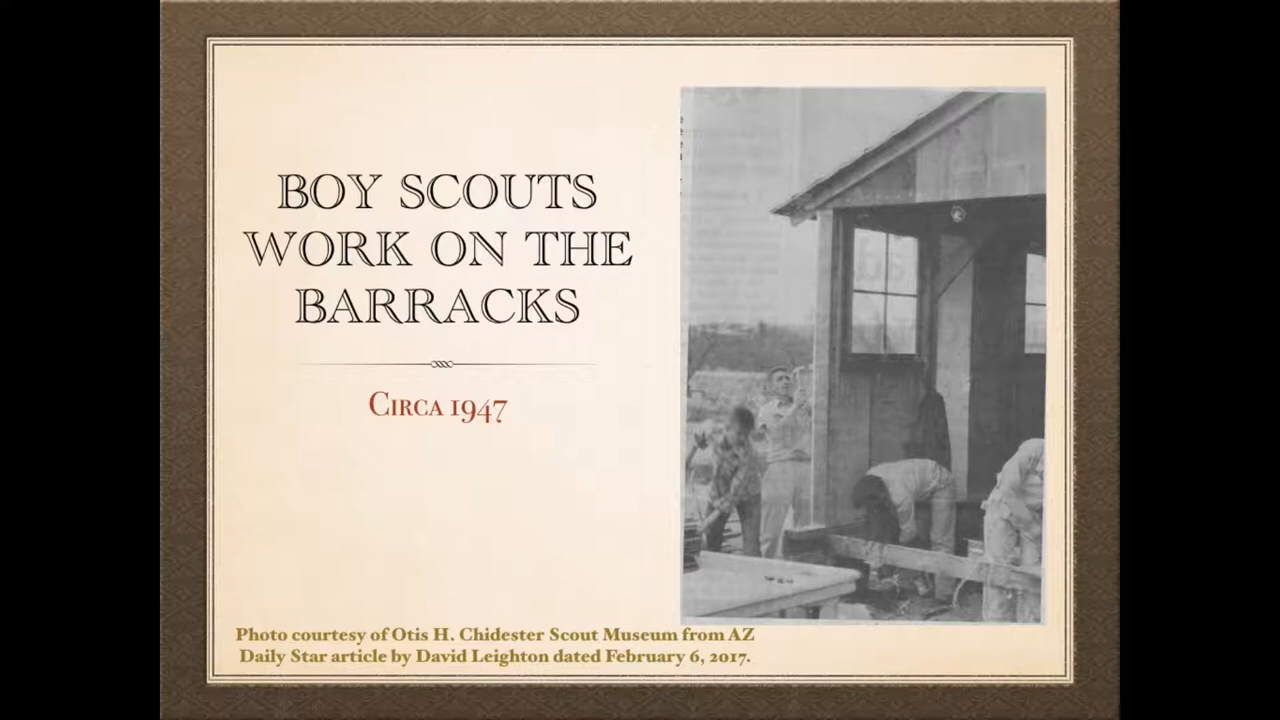 BOY SCOUTS
WORK ON THE
BARRACKS
CIRCA 1947
Photo courtesy of Otis H. Chidester Scout Museum from AZ
Daily Star article by David Leighton dated February 6, 2017.